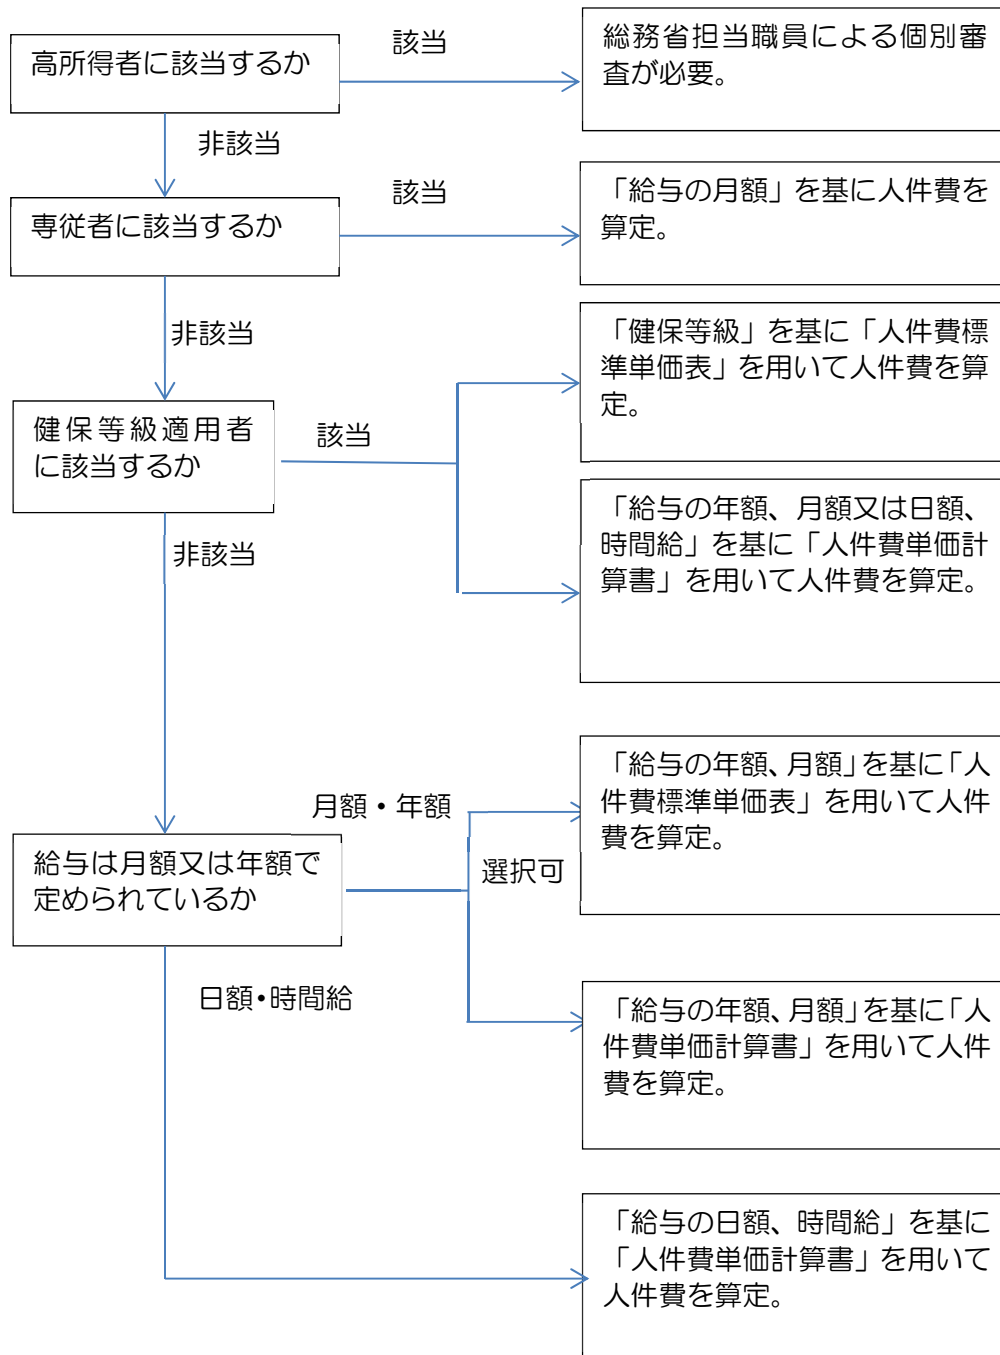 高所得者に該当するか
該当
総務省担当職員による個別審
査が必要。
非該当
専従者に該当するか
該当
「給与の月額」を基に人件費を
算定。
非該当
健保等級適用者
に該当するか
該当
「健保等級」を基に「人件費標
準単価表」を用いて人件費を算
定。
「給与の年額、月額又は日額、
時間給」を基に「人件費単価計
算書」を用いて人件費を算定。
非該当
給与は月額又は年額で
定められているか
月額・年額
選択可
「給与の年額、月額」を基に「人
件費標準単価表」を用いて人件
費を算定。
「給与の年額、月額」を基に「人
件費単価計算書」を用いて人件
費を算定。
日額・時間給
「給与の日額、時間給」を基に
「人件費単価計算書」を用いて
人件費を算定。